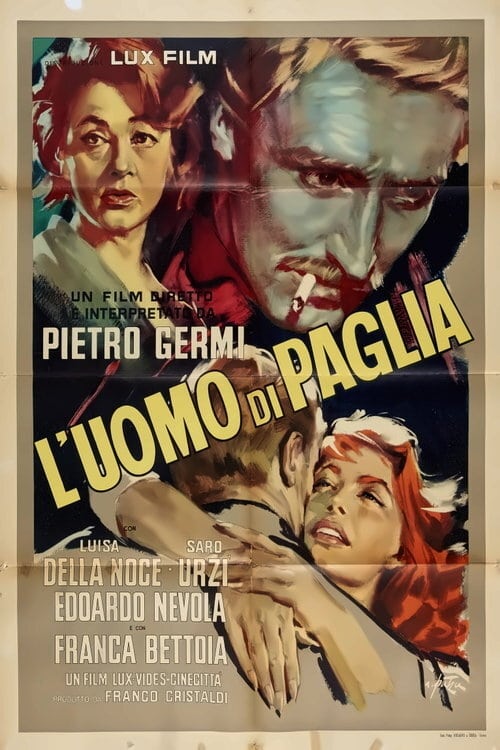 LUX FILM
UN FILM DIRETTO
E INTERPRETATO DA
PIETRO GERMI
L'UOMO DI PAGLIA
CON
LUISA SARO
DELLA NOCE · URZÌ
EDOARDO NEVOLA
E CON
FRANCA BETTOIA
UN FILM LUX-VIDES-CINECITTÀ
PRODOTTO DA FRANCO CRISTALDI